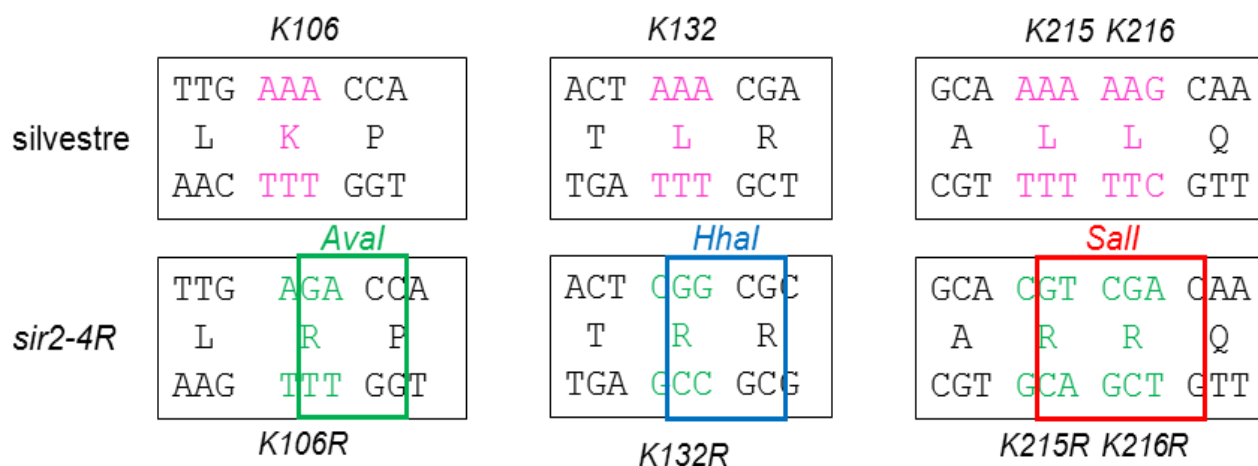 K106 K132 K215 K216
TTG AAA CCA ACT AAA CGA GCA AAA AAG CAA
silvestre L K P T L R A L L Q
AAC TTT GGT TGA TTT GCT CGT TTT TTC GTT
AvaI HhaI SalI
TTG AGA CCA ACT CGG CGC GCA CGT CGA CAA
sir2-4R L R P T R R A R R Q
AAG TTT GGT TGA GCC GCG CGT GCA GCT GTT
K106R K132R K215R K216R